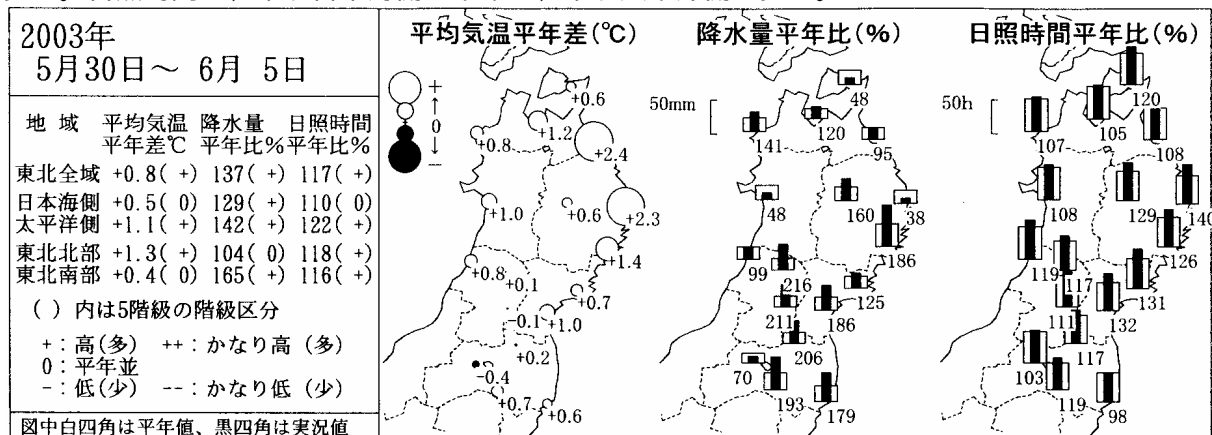 2003年
5月30日～ 6月 5日
地 域 平均気温 降水量 日照時間
平年差℃ 平年比% 平年比%
東北全域 +0.8( +) 137( +) 117( +)
日本海側 +0.5( 0) 129( +) 110( 0)
太平洋側 +1.1( +) 142( +) 122( +)
東北北部 +1.3( +) 104( 0) 118( +)
東北南部 +0.4( 0) 165( +) 116( +)
( ) 内は5階級の階級区分
+：高(多) ++：かなり高 (多)
0：平年並
-：低(少) --：かなり低 (少)
図中白四角は平年値、黒四角は実況値
平均気温平年差(℃)
+
↑
0
↓
-
+0.6
+1.2
+0.8
+2.4
+1.0
+0.6
+2.3
+1.4
+0.8
+0.1
+0.7
-0.1
+1.0
+0.2
-0.4
+0.7
+0.6
降水量平年比(%)
50mm
48
120
141
95
48
160
38
186
99
216
125
211
186
206
70
193
179
日照時間平年比(%)
50h
120
105
107
108
108
129
140
126
119
117
131
111
132
117
103
119
98